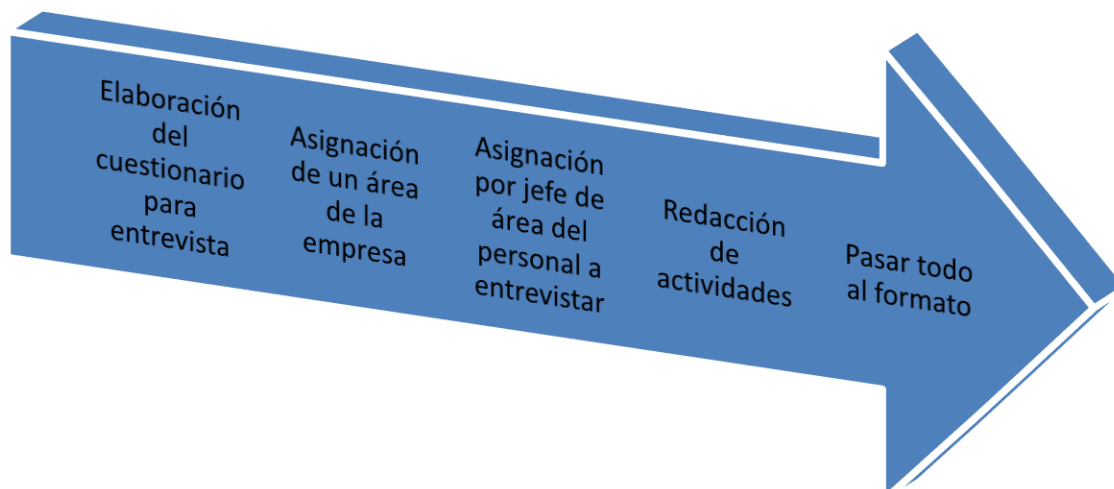 Elaboración
del
cuestionario
para
entrevista
Asignación
de un área
de la
empresa
Asignación
por jefe de
área del
personal a
entrevistar
Redacción
de
actividades
Pasar todo
al formato